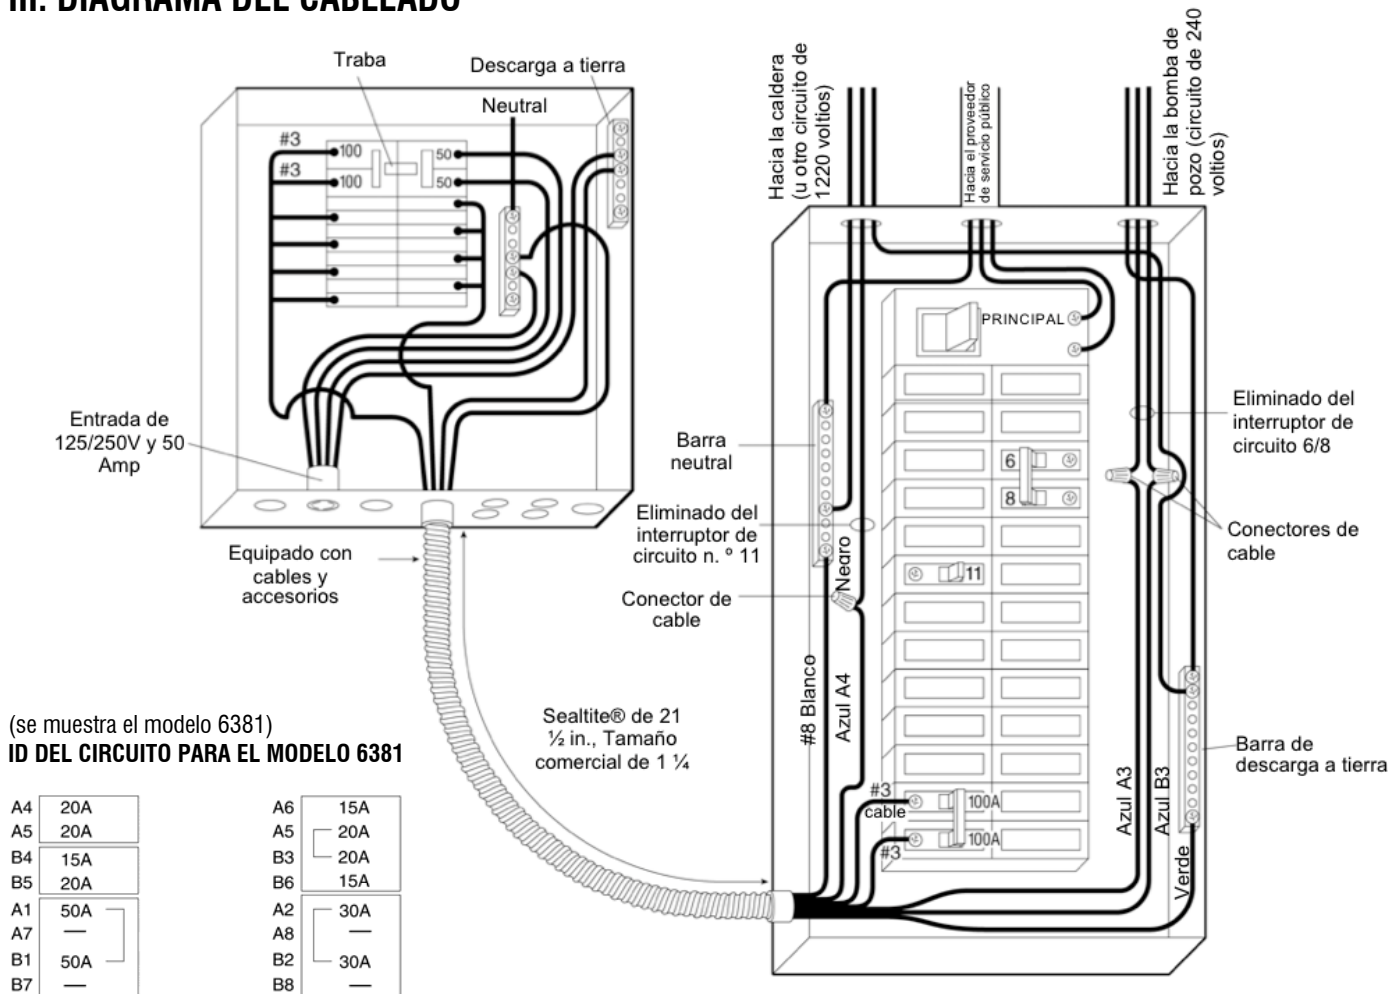 III. DIAGRAMA DEL CABLEADO
Traba
Descarga a tierra
Neutral
#3
#3
100
100
50
50
Entrada de
125/250V y 50
Amp
Equipado con
cables y
accesorios
Hacia la caldera
(u otro circuito de
1220 voltios)
Hacia el proveedor
de servicio público
Hacia la bomba de
pozo (circuito de 240
voltios)
PRINCIPAL
6
8
11
Barra
neutral
Eliminado del
interruptor de
circuito n. º 11
Conector de
cable
Negro
#8 Blanco
Azul A4
#3
cable
#3
100A
100A
Eliminado del
interruptor de
circuito 6/8
Conectores de
cable
Barra de
descarga a tierra
Azul A3
Azul B3
Verde
Sealtite® de 21
½ in., Tamaño
comercial de 1 ¼
(se muestra el modelo 6381)
ID DEL CIRCUITO PARA EL MODELO 6381
A4 20A
A5 20A
B4 15A
B5 20A
A1 50A
A7 —
B1 50A
B7 —
A6 15A
A5 20A
B3 20A
B6 15A
A2 30A
A8 —
B2 30A
B8 —